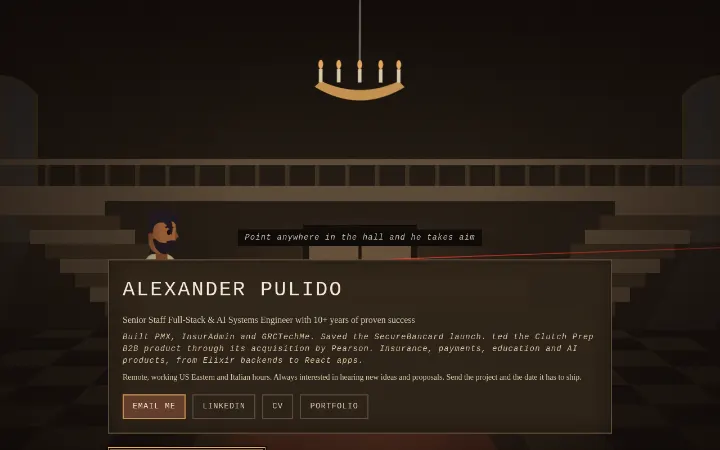 Point anywhere in the hall and he takes aim
ALEXANDER PULIDO
Senior Staff Full-Stack & AI Systems Engineer with 10+ years of proven success
Built PMX, InsurAdmin and GRCTechMe. Saved the SecureBancard launch. Led the Clutch Prep
B2B product through its acquisition by Pearson. Insurance, payments, education and AI
products, from Elixir backends to React apps.
Remote, working US Eastern and Italian hours. Always interested in hearing new ideas and proposals. Send the project and the date it has to ship.
EMAIL ME
LINKEDIN
CV
PORTFOLIO